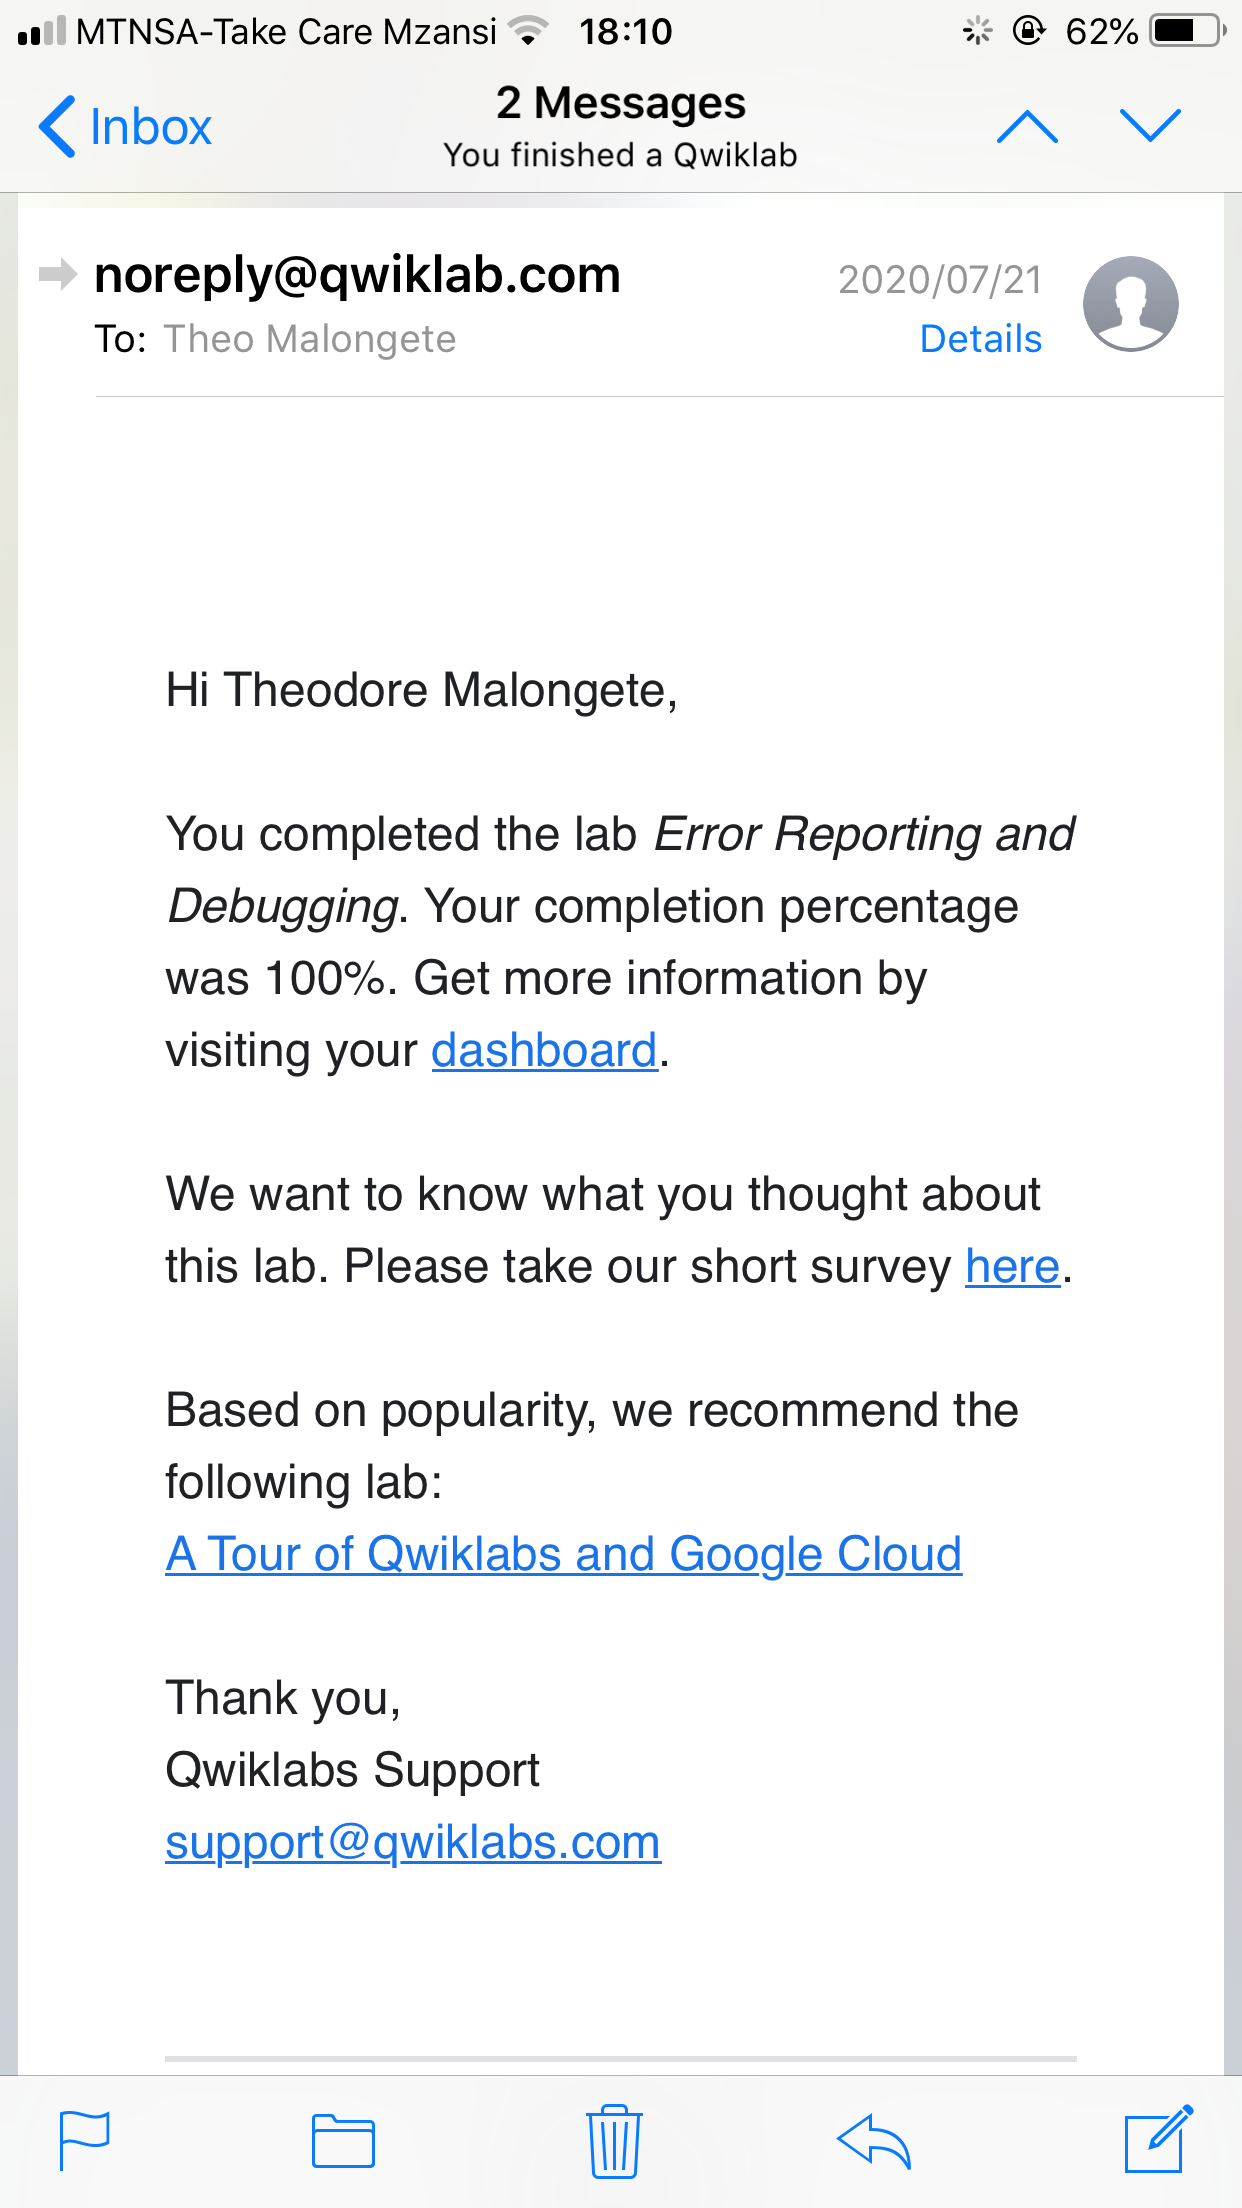 MTNSA-Take Care Mzansi 18:10 62%
Inbox
2 Messages
You finished a Qwiklab
noreply@qwiklab.com 2020/07/21
To: Theo Malongete Details
Hi Theodore Malongete,
You completed the lab Error Reporting and
Debugging. Your completion percentage
was 100%. Get more information by
visiting your dashboard.
We want to know what you thought about
this lab. Please take our short survey here.
Based on popularity, we recommend the
following lab:
A Tour of Qwiklabs and Google Cloud
Thank you,
Qwiklabs Support
support@qwiklabs.com